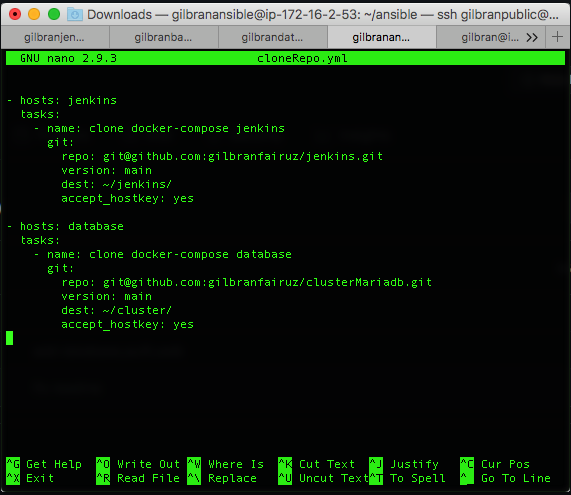 Downloads — gilbranansible@ip-172-16-2-53: ~/ansible — ssh gilbranpublic@...
gilbranjen... gilbranba... gilbrandat... gilbranan... gilbran@i... >> +
GNU nano 2.9.3 cloneRepo.yml
- hosts: jenkins
  tasks:
    - name: clone docker-compose jenkins
      git:
        repo: git@github.com:gilbranfairuz/jenkins.git
        version: main
        dest: ~/jenkins/
        accept_hostkey: yes
- hosts: database
  tasks:
    - name: clone docker-compose database
      git:
        repo: git@github.com:gilbranfairuz/clusterMariadb.git
        version: main
        dest: ~/cluster/
        accept_hostkey: yes
^G Get Help ^O Write Out ^W Where Is ^K Cut Text ^J Justify ^C Cur Pos
^X Exit ^R Read File ^\ Replace ^U Uncut Text ^T To Spell ^_ Go To Line